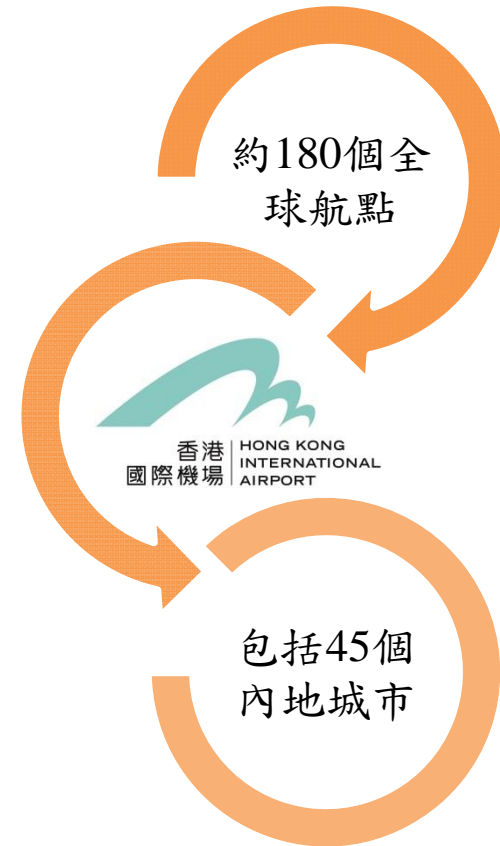 約180個全
球航點
香港
國際機場
HONG KONG
INTERNATIONAL
AIRPORT
包括45個
內地城市